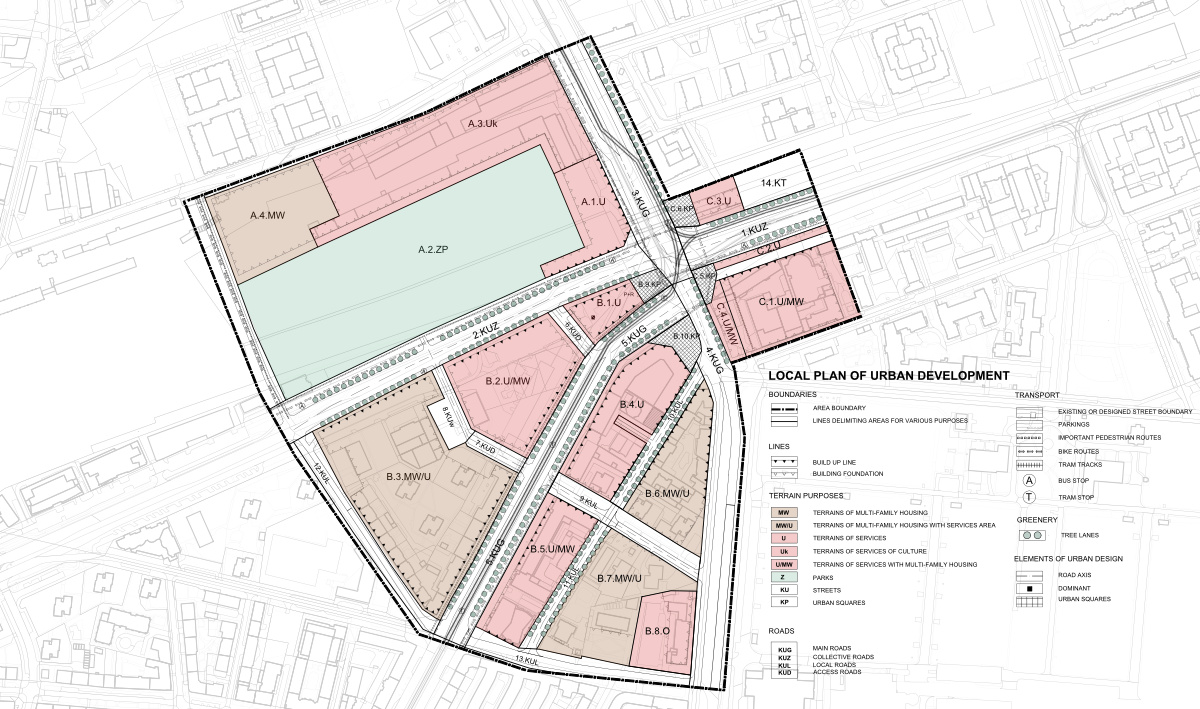 A.3.Uk
A.4.MW
A.1.U
A.2.ZP
3.KUG
C.6.KP
C.3.U
14.KT
1.KUZ
C.2.U
C.5.KP
B.9.KP
C.1.U/MW
C.4.U/MW
B.1.U
P+R
2.KUZ
6.KUD
5.KUG
B.10.KP
4.KUG
B.2.U/MW
B.4.U
8.KUW
7.KUD
12.KUL
B.3.MW/U
B.6.MW/U
9.KUL
5.KUG
B.5.U/MW
B.7.MW/U
B.8.O
13.KUL
LOCAL PLAN OF URBAN DEVELOPMENT
BOUNDARIES
AREA BOUNDARY
LINES DELIMITING AREAS FOR VARIOUS PURPOSES
LINES
BUILD UP LINE
BUILDING FOUNDATION
TERRAIN PURPOSES
MW TERRAINS OF MULTI-FAMILY HOUSING
MW/U TERRAINS OF MULTI-FAMILY HOUSING WITH SERVICES AREA
U TERRAINS OF SERVICES
Uk TERRAINS OF SERVICES OF CULTURE
U/MW TERRAINS OF SERVICES WITH MULTI-FAMILY HOUSING
Z PARKS
KU STREETS
KP URBAN SQUARES
ROADS
KUG MAIN ROADS
KUZ COLLECTIVE ROADS
KUL LOCAL ROADS
KUD ACCESS ROADS
TRANSPORT
EXISTING OR DESIGNED STREET BOUNDARY
PARKINGS
IMPORTANT PEDESTRIAN ROUTES
BIKE ROUTES
TRAM TRACKS
A BUS STOP
T TRAM STOP
GREENERY
TREE LANES
ELEMENTS OF URBAN DESIGN
ROAD AXIS
DOMINANT
URBAN SQUARES